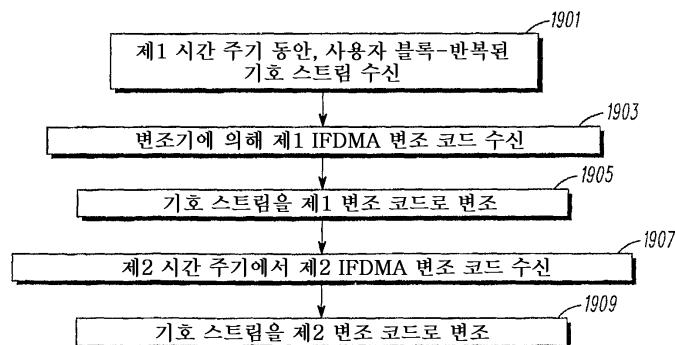 1901
제1 시간 주기 동안, 사용자 블록-반복된
기호 스트림 수신
1903
변조기에 의해 제1 IFDMA 변조 코드 수신
1905
기호 스트림을 제1 변조 코드로 변조
1907
제2 시간 주기에서 제2 IFDMA 변조 코드 수신
1909
기호 스트림을 제2 변조 코드로 변조